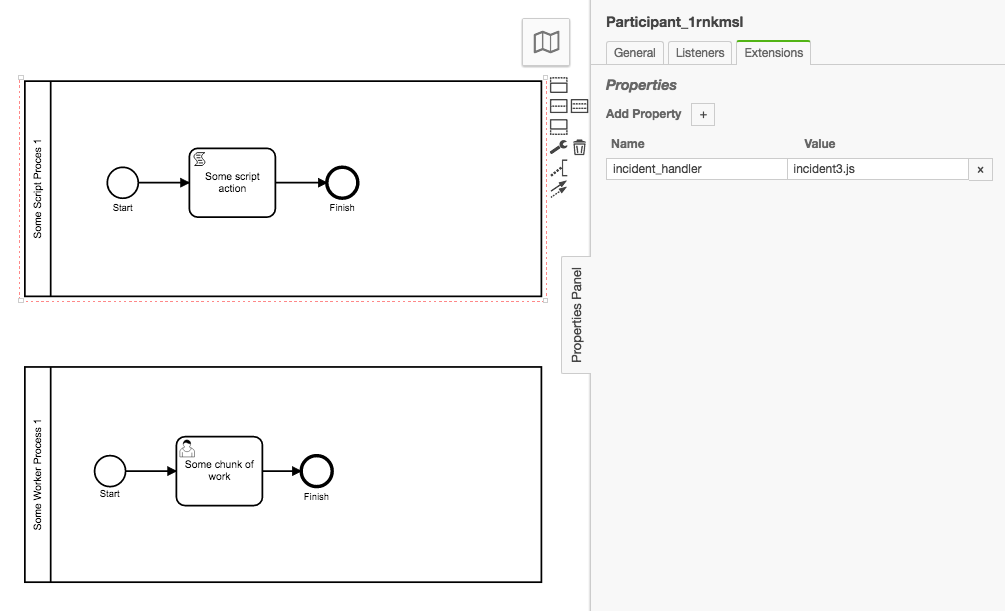 Some Script Proces 1
Start
Some script
action
Finish
Some Worker Process 1
Start
Some chunk of
work
Finish
Properties Panel
Participant_1rnkmsl
General Listeners Extensions
Properties
Add Property +
Name Value
incident_handler incident3.js x